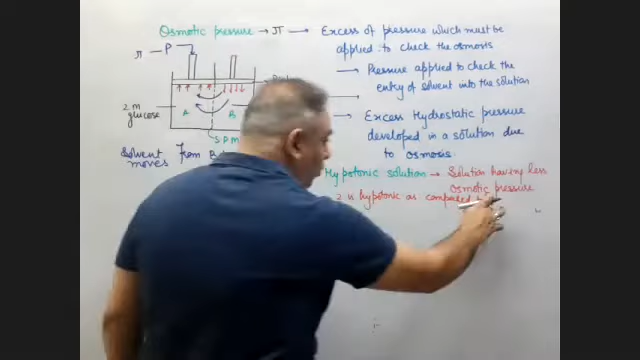 Osmotic pressure → π → Excess of pressure which must be
applied to check the osmosis
π — P
→ Pressure applied to check the
entry of solvent into the solution
2 m
glucose
A
B
→ Excess Hydrostatic pressure
developed in a solution due
to osmosis.
S.P.M
Solvent from B
moves
Hypotonic solution → Solution having less
osmotic pressure
2 is hypotonic as compared